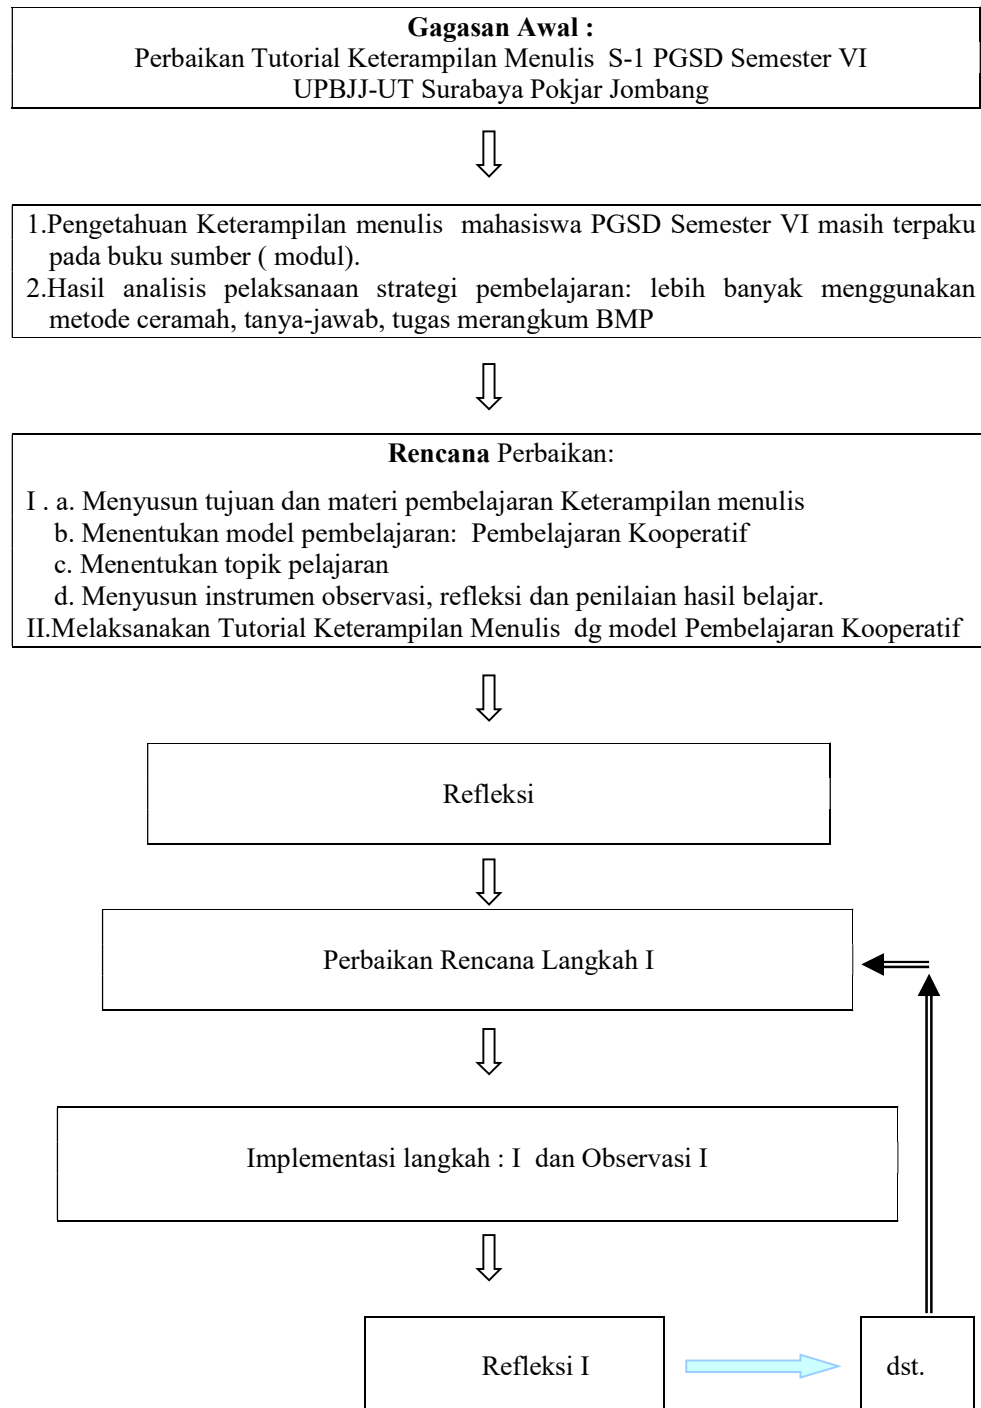 Gagasan Awal :
Perbaikan Tutorial Keterampilan Menulis  S-1 PGSD Semester VI
UPBJJ-UT Surabaya Pokjar Jombang
1.Pengetahuan Keterampilan menulis  mahasiswa PGSD Semester VI masih terpaku
pada buku sumber ( modul).
2.Hasil analisis pelaksanaan strategi pembelajaran: lebih banyak menggunakan
metode ceramah, tanya-jawab, tugas merangkum BMP
Rencana Perbaikan:
I . a. Menyusun tujuan dan materi pembelajaran Keterampilan menulis
b. Menentukan model pembelajaran:  Pembelajaran Kooperatif
c. Menentukan topik pelajaran
d. Menyusun instrumen observasi, refleksi dan penilaian hasil belajar.
II.Melaksanakan Tutorial Keterampilan Menulis  dg model Pembelajaran Kooperatif
Refleksi
Perbaikan Rencana Langkah I
Implementasi langkah : I  dan Observasi I
Refleksi I
dst.